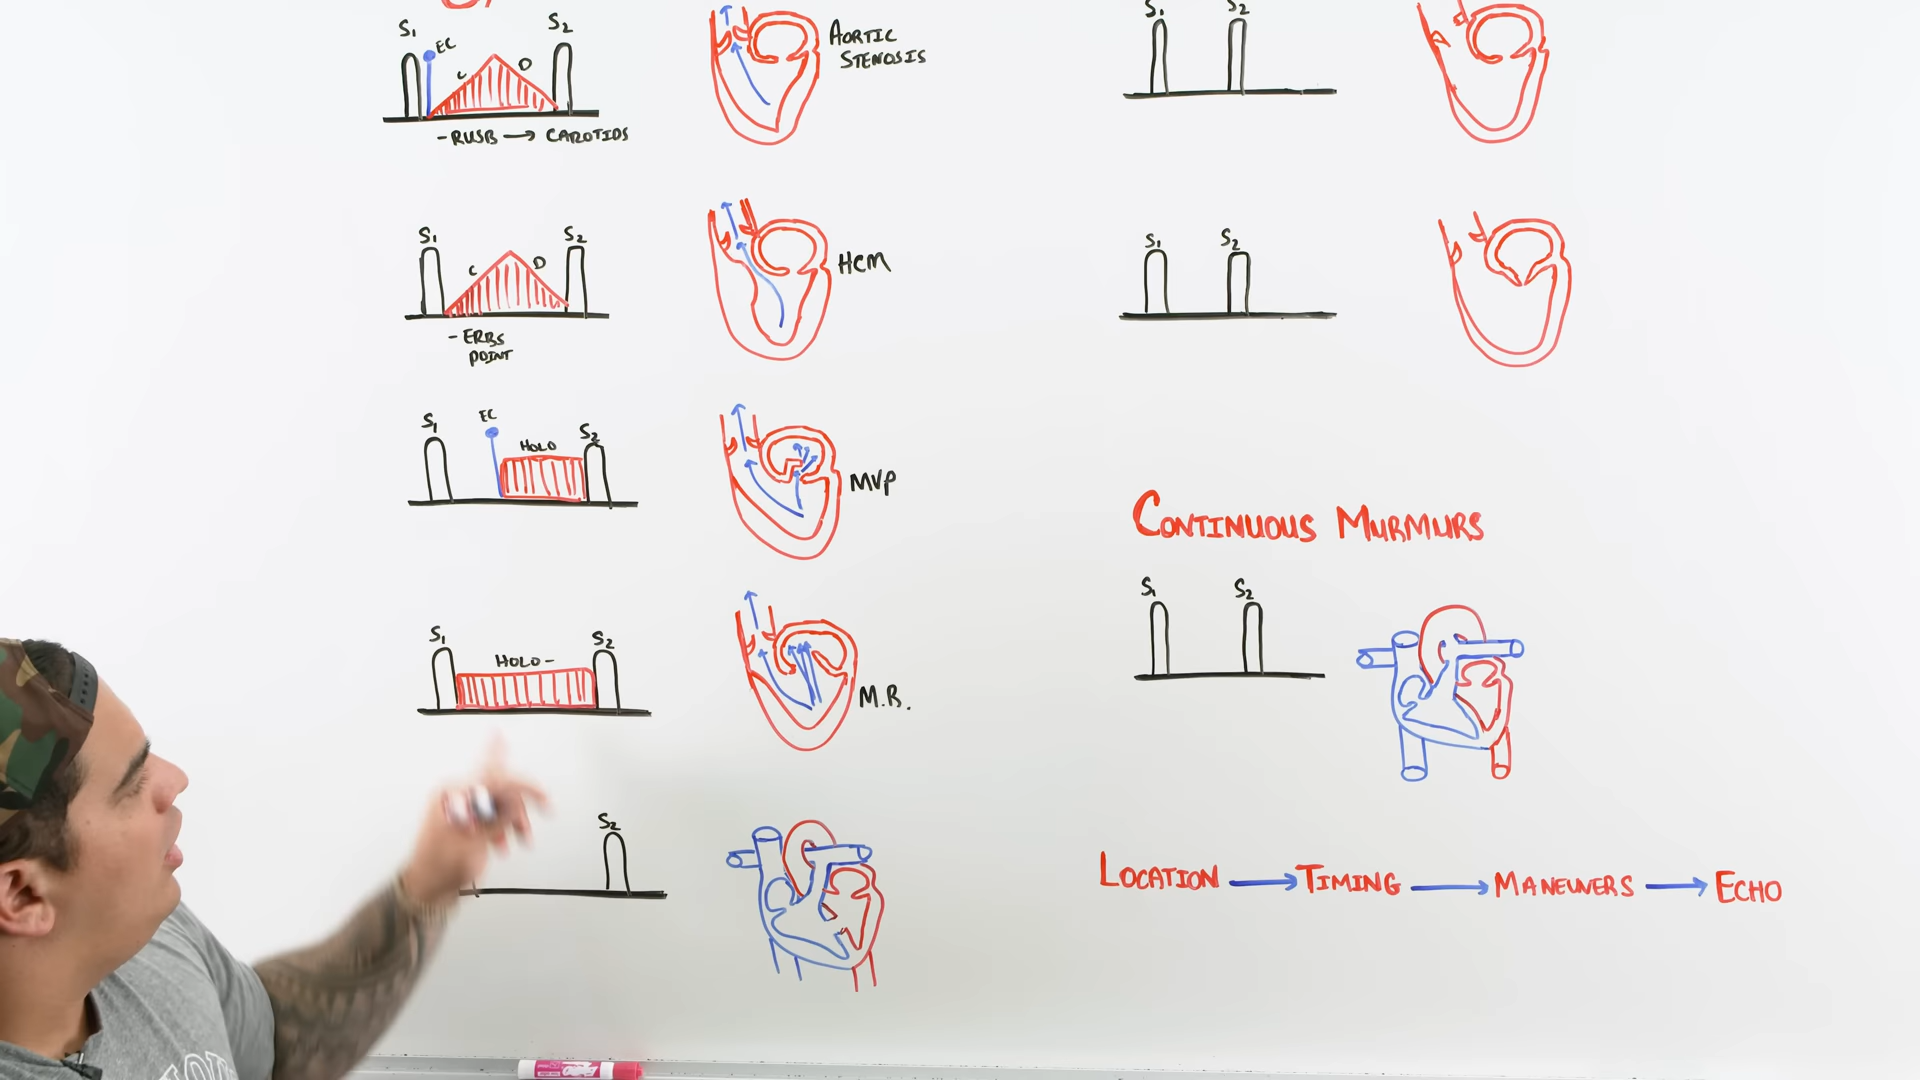 S₁ EC S₂
C D
-RUSB → CAROTIDS
AORTIC
STENOSIS
S₁ S₂
C D
-ERBS
POINT
HCM
S₁ EC S₂
HOLO
MVP
S₁ S₂
HOLO-
M.R.
S₂
S₁ S₂
S₁ S₂
CONTINUOUS MURMURS
S₁ S₂
LOCATION → TIMING → MANEUVERS → ECHO